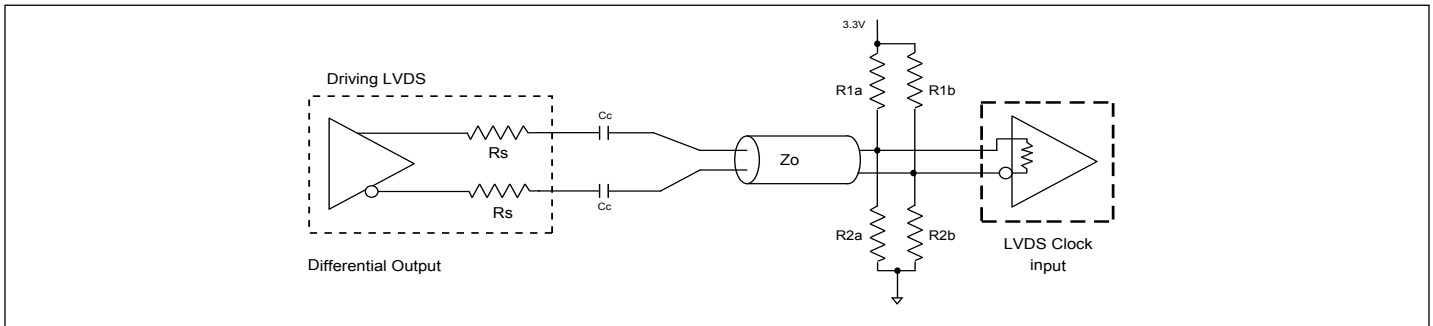 3.3V
Driving LVDS
R1a
R1b
Cc
Rs
Zo
Rs
Cc
R2a
R2b
LVDS Clock
input
Differential Output